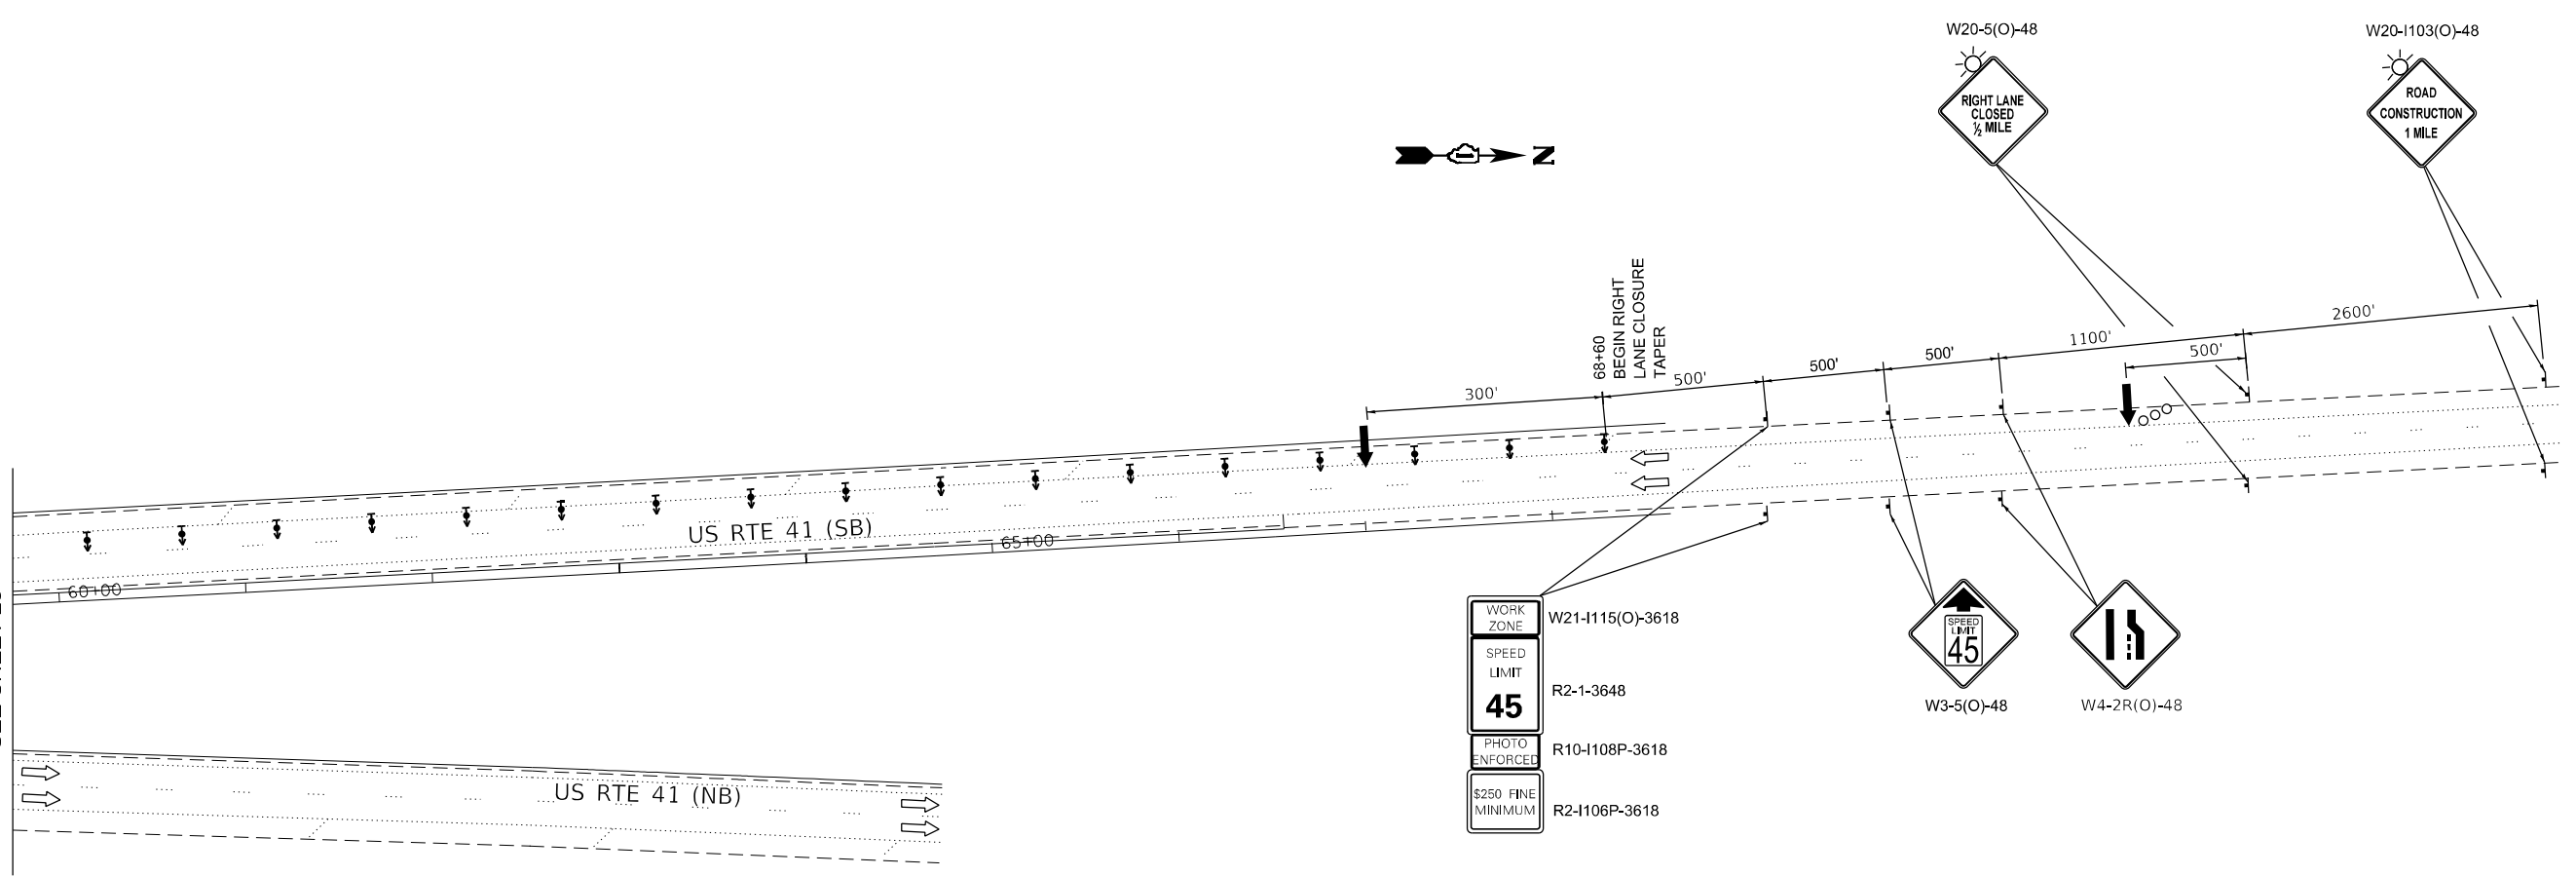 W20-5(O)-48
W20-I103(O)-48
RIGHT LANE
CLOSED
½ MILE
ROAD
CONSTRUCTION
1 MILE
N
68+60
BEGIN RIGHT
LANE CLOSURE
TAPER
300'
500'
500'
500'
1100'
500'
2600'
US RTE 41 (SB)
65+00
60+00
WORK
ZONE
W21-I115(O)-3618
SPEED
LIMIT
45
R2-1-3648
PHOTO
ENFORCED
R10-I108P-3618
$250 FINE
MINIMUM
R2-I106P-3618
SPEED
LIMIT
45
W3-5(O)-48
W4-2R(O)-48
US RTE 41 (NB)